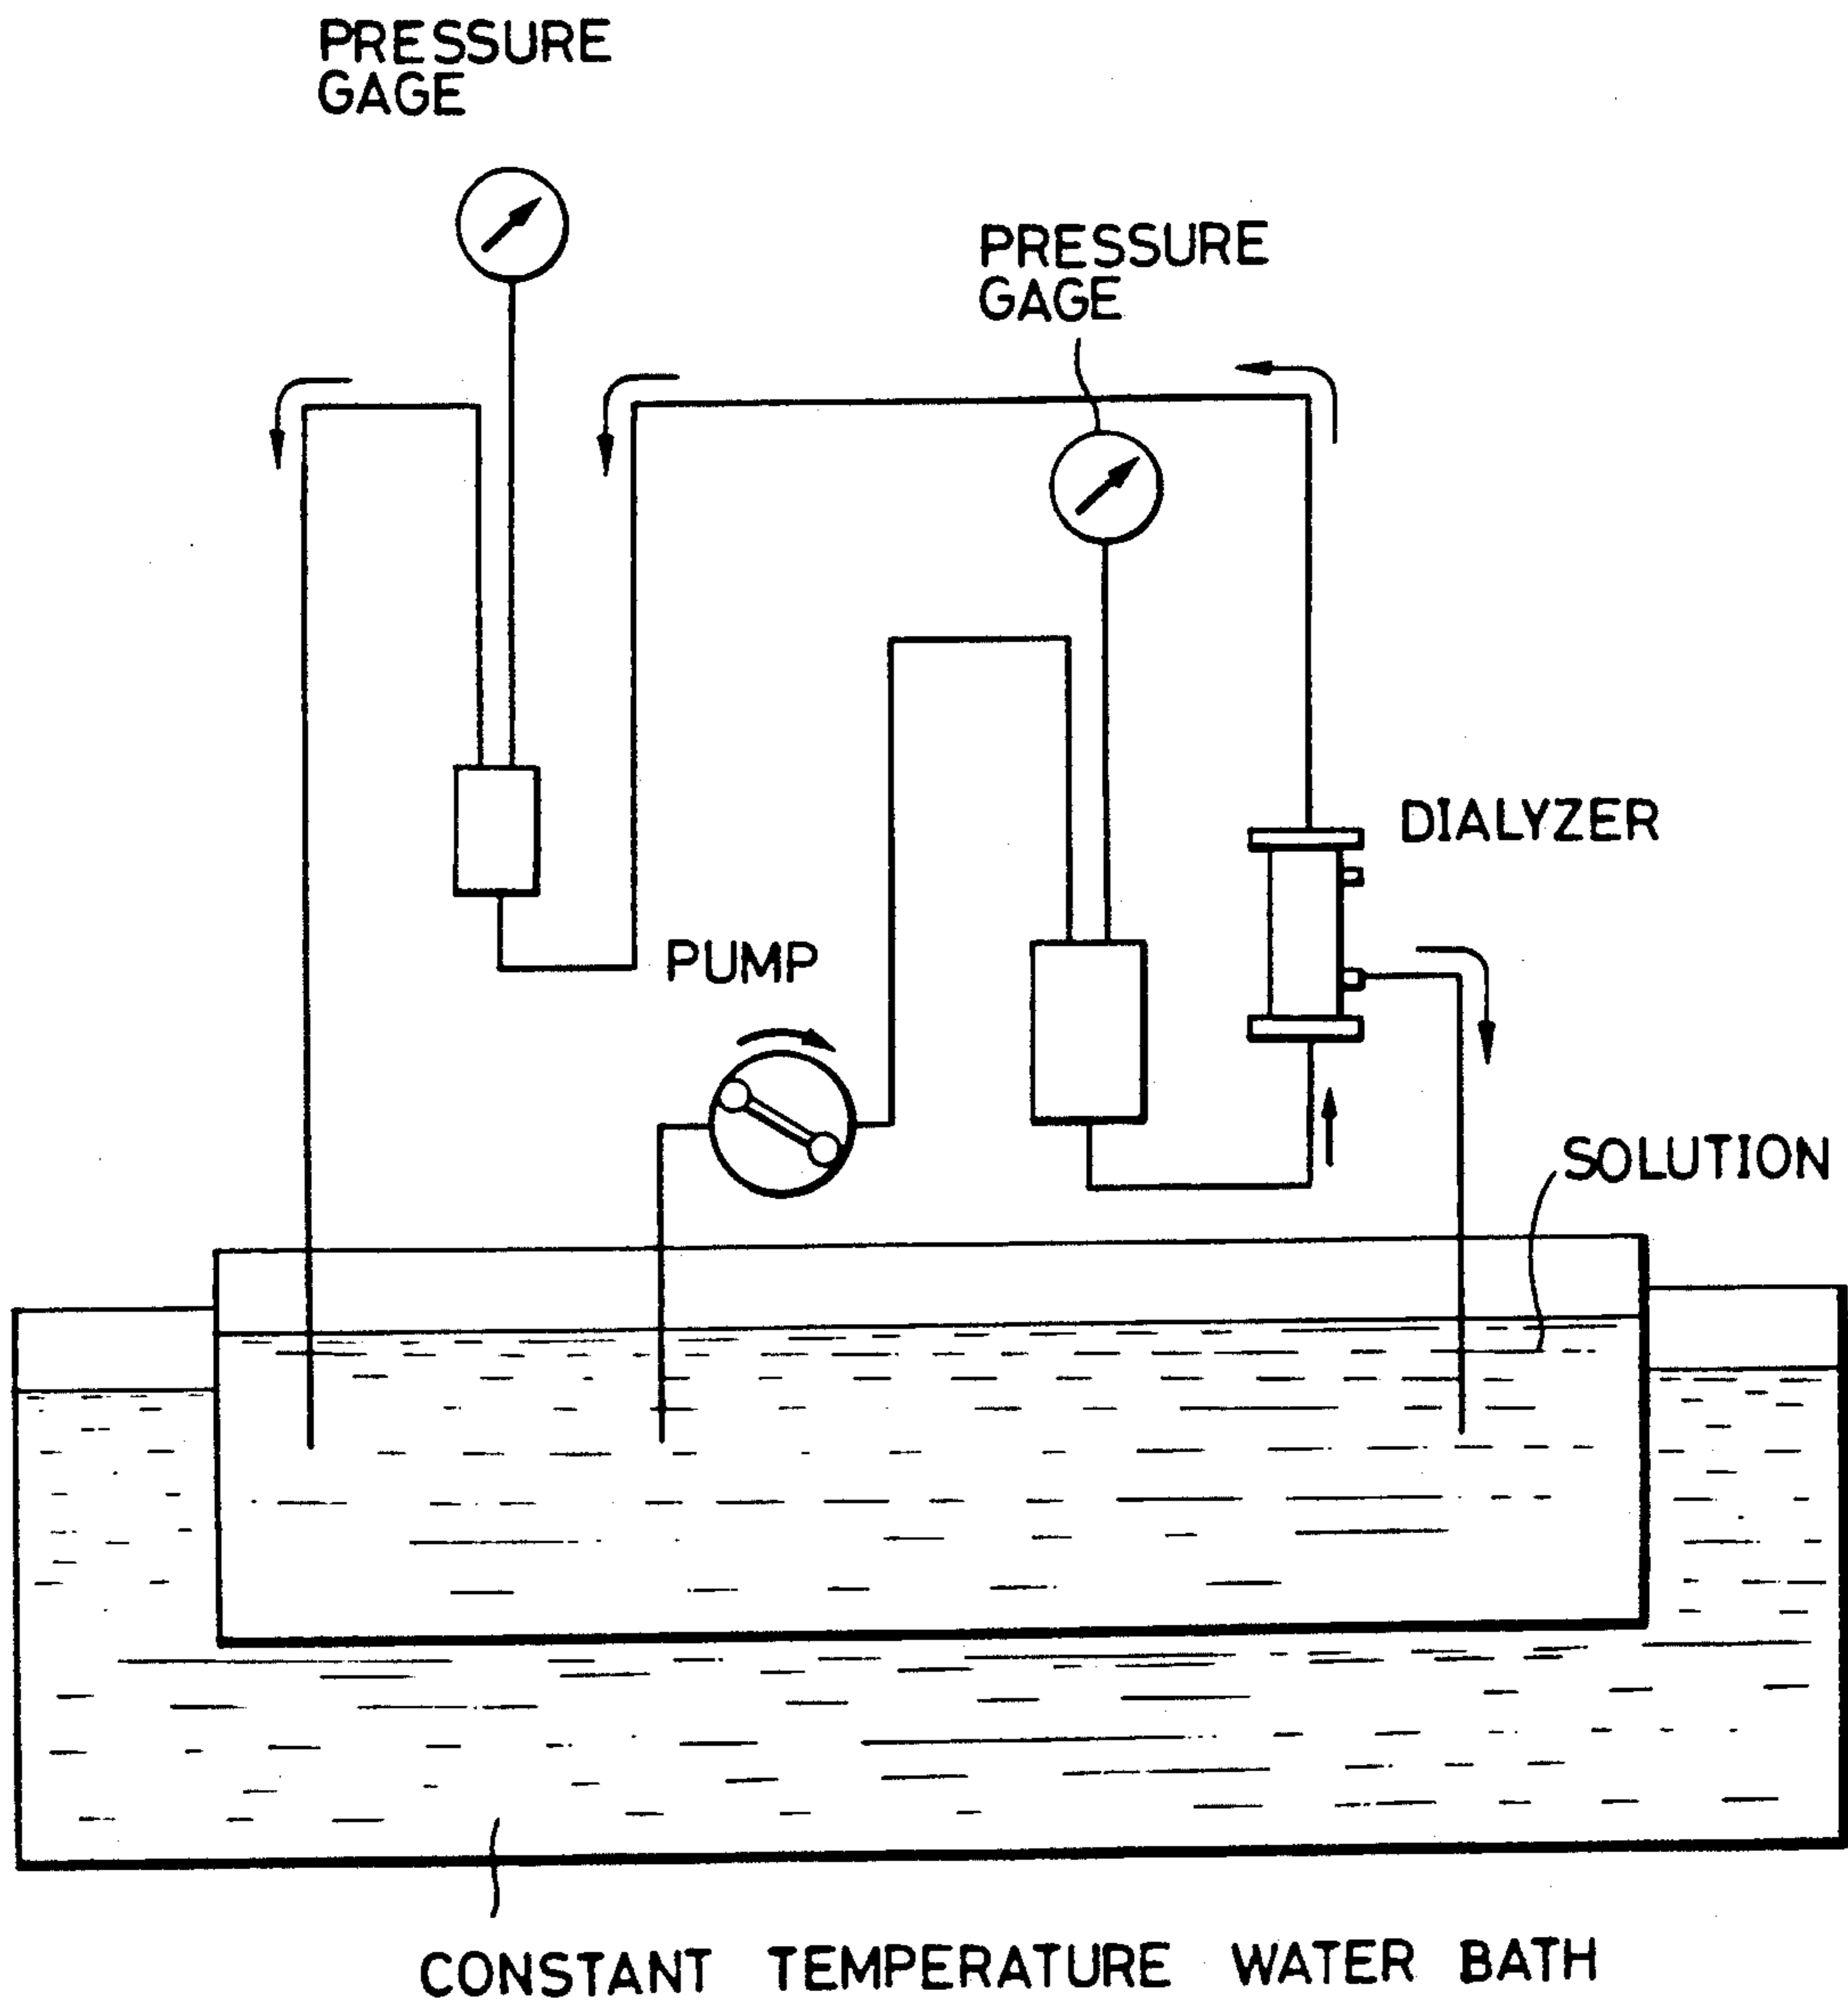 PRESSURE
GAGE
PRESSURE
GAGE
DIALYZER
PUMP
SOLUTION
CONSTANT TEMPERATURE WATER BATH